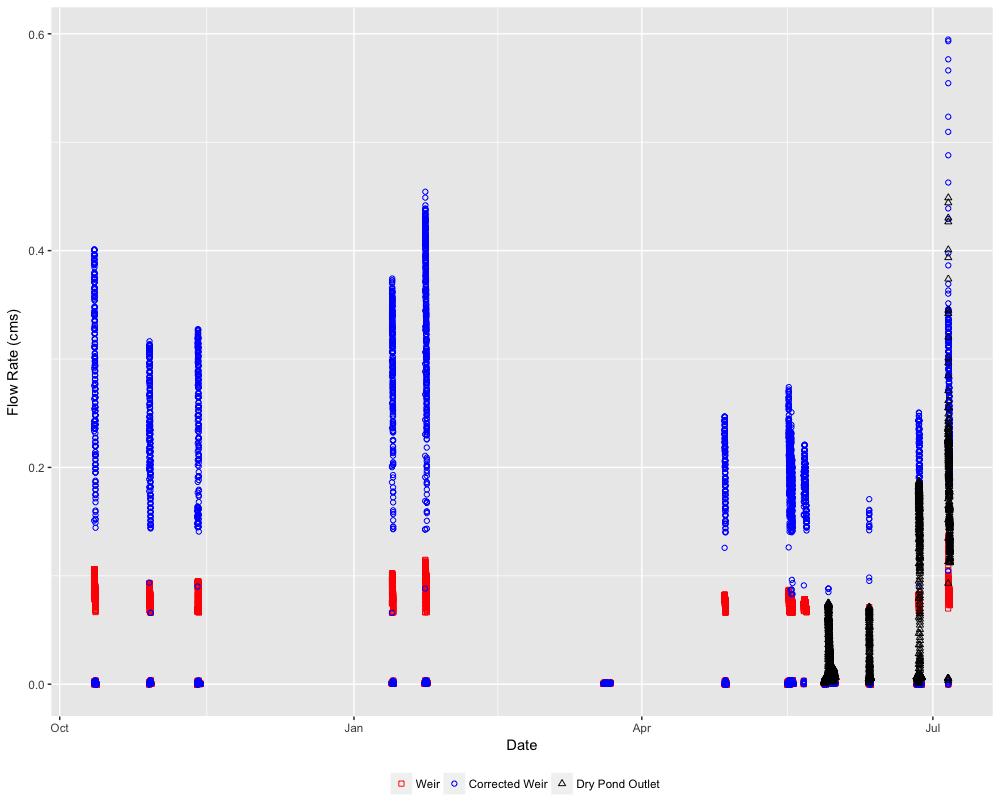 0.6
0.4
Flow Rate (cms)
0.2
0.0
Oct Jan Apr Jul
Date
Weir Corrected Weir Dry Pond Outlet